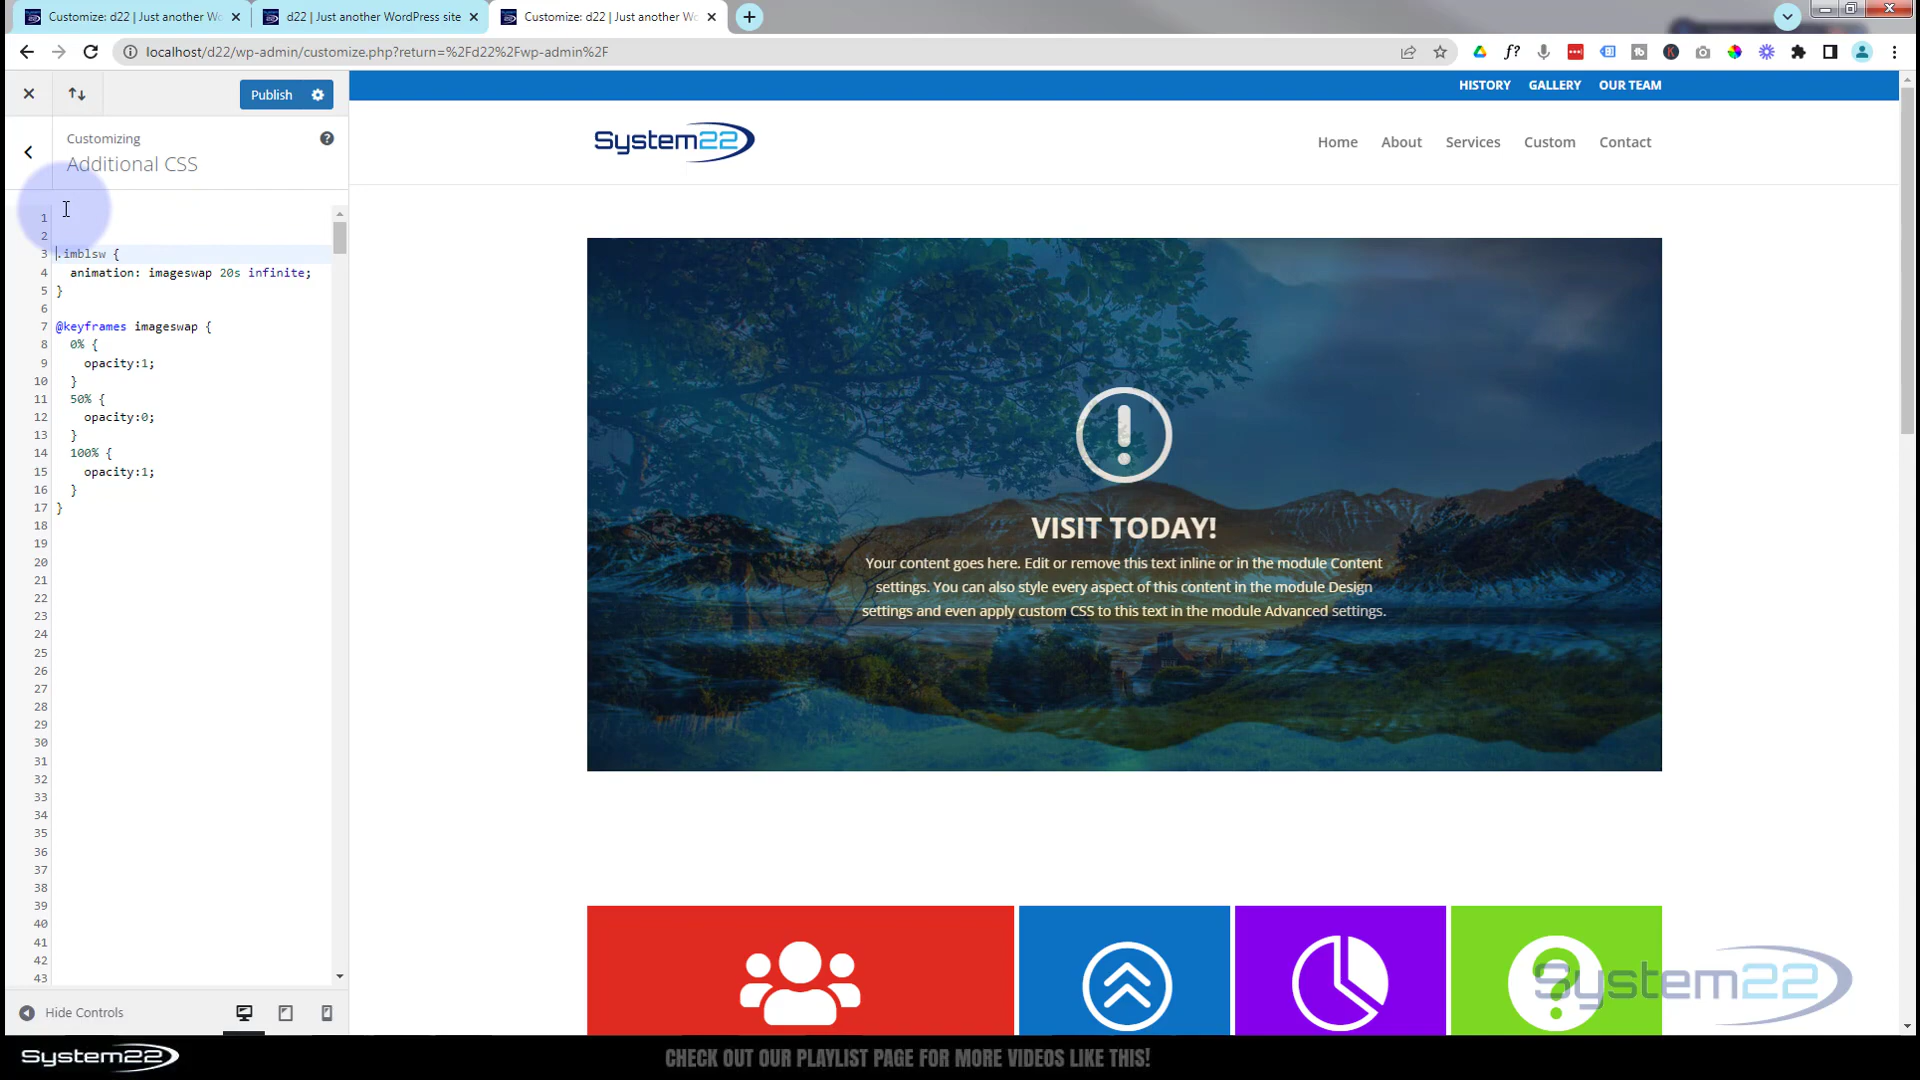 Customize: d22 | Just another Wo
d22 | Just another WordPress site
Customize: d22 | Just another Wo
localhost/d22/wp-admin/customize.php?return=%2Fd22%2Fwp-admin%2F
Publish
Customizing
Additional CSS
1
2
3 .imblsw {
4 animation: imageswap 20s infinite;
5 }
6
7 @keyframes imageswap {
8 0% {
9 opacity:1;
10 }
11 50% {
12 opacity:0;
13 }
14 100% {
15 opacity:1;
16 }
17 }
18
19
20
21
22
23
24
25
26
27
28
29
30
31
32
33
34
35
36
37
38
39
40
41
42
43
Hide Controls
HISTORY GALLERY OUR TEAM
System22
Home About Services Custom Contact
VISIT TODAY!
Your content goes here. Edit or remove this text inline or in the module Content
settings. You can also style every aspect of this content in the module Design
settings and even apply custom CSS to this text in the module Advanced settings.
System22
System22
CHECK OUT OUR PLAYLIST PAGE FOR MORE VIDEOS LIKE THIS!